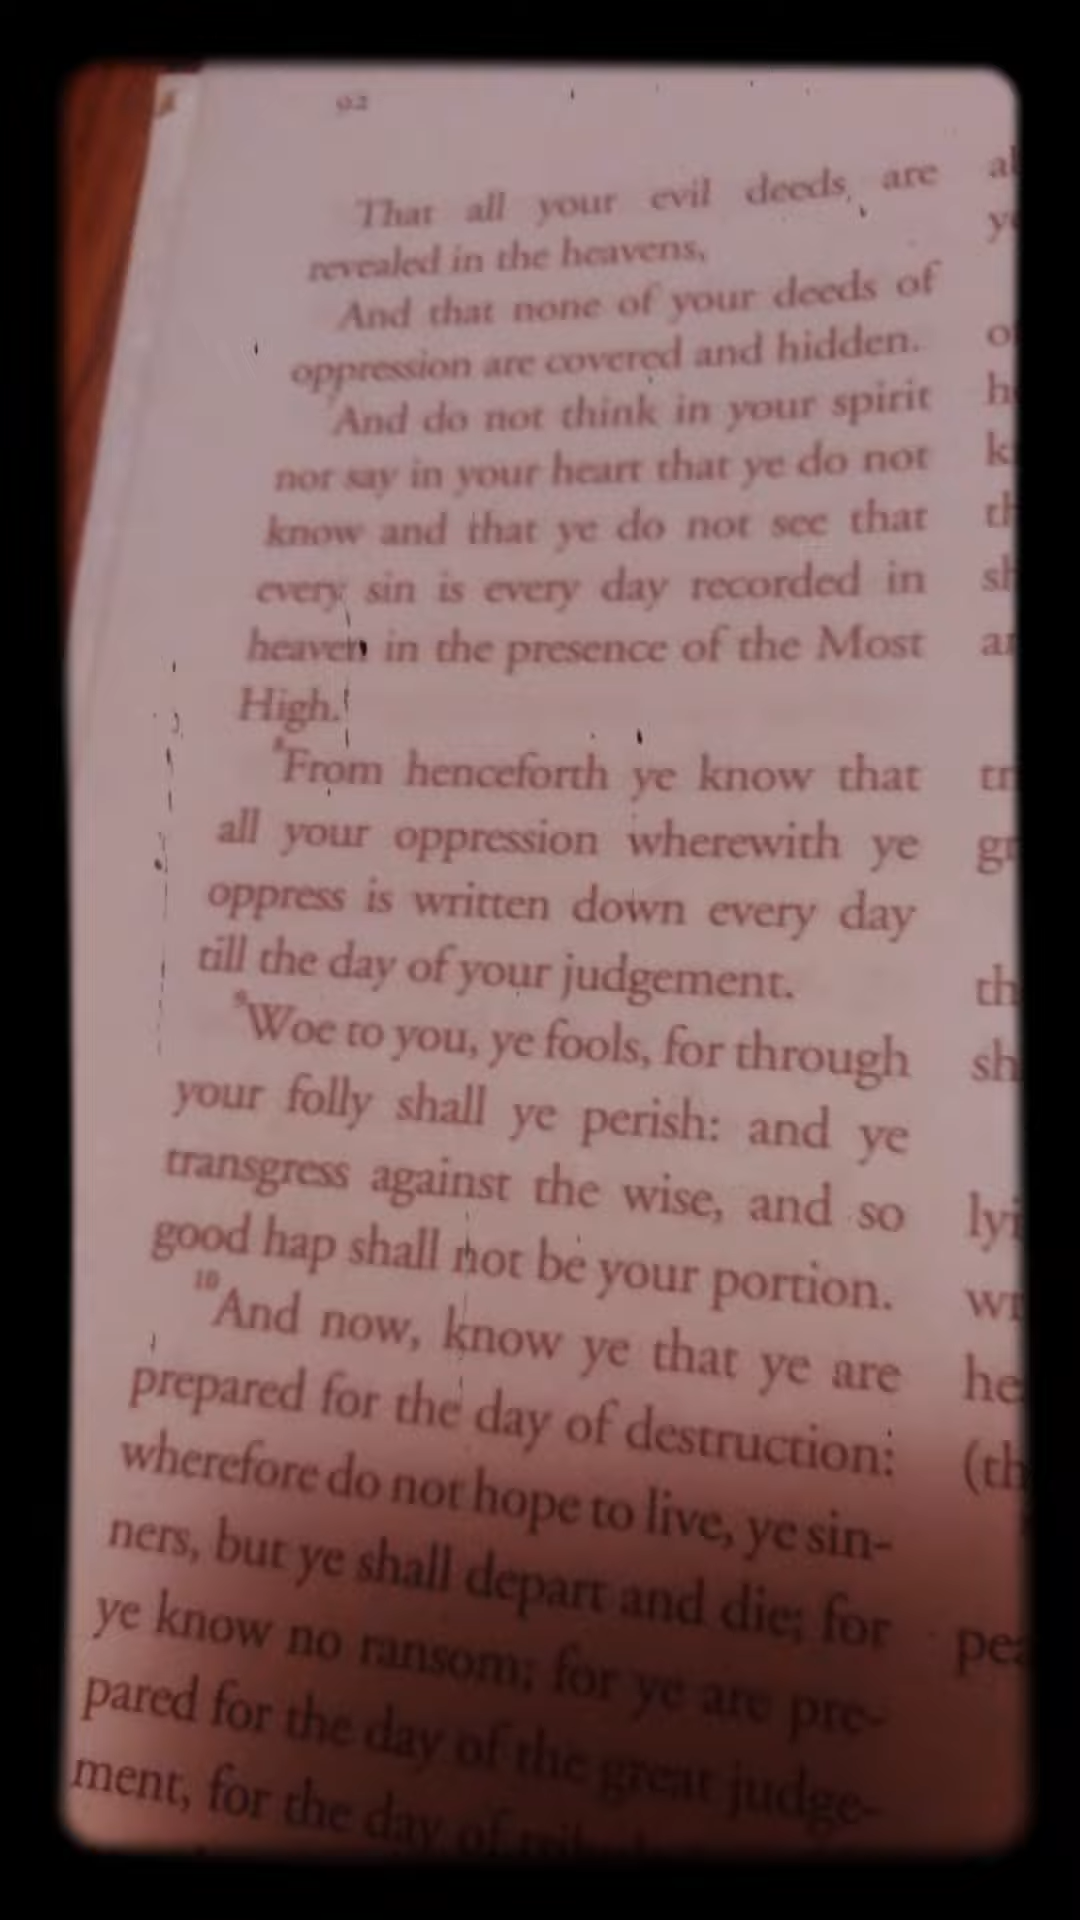 92
That all your evil deeds are
revealed in the heavens,
And that none of your deeds of
oppression are covered and hidden.
7And do not think in your spirit
nor say in your heart that ye do not
know and that ye do not see that
every sin is every day recorded in
heaven in the presence of the Most
High.
8From henceforth ye know that
all your oppression wherewith ye
oppress is written down every day
till the day of your judgement.
9Woe to you, ye fools, for through
your folly shall ye perish: and ye
transgress against the wise, and so
good hap shall not be your portion.
10And now, know ye that ye are
prepared for the day of destruction:
wherefore do not hope to live, ye sin-
ners, but ye shall depart and die; for
ye know no ransom; for ye are pre-
pared for the day of the great judge-
ment, for the day of